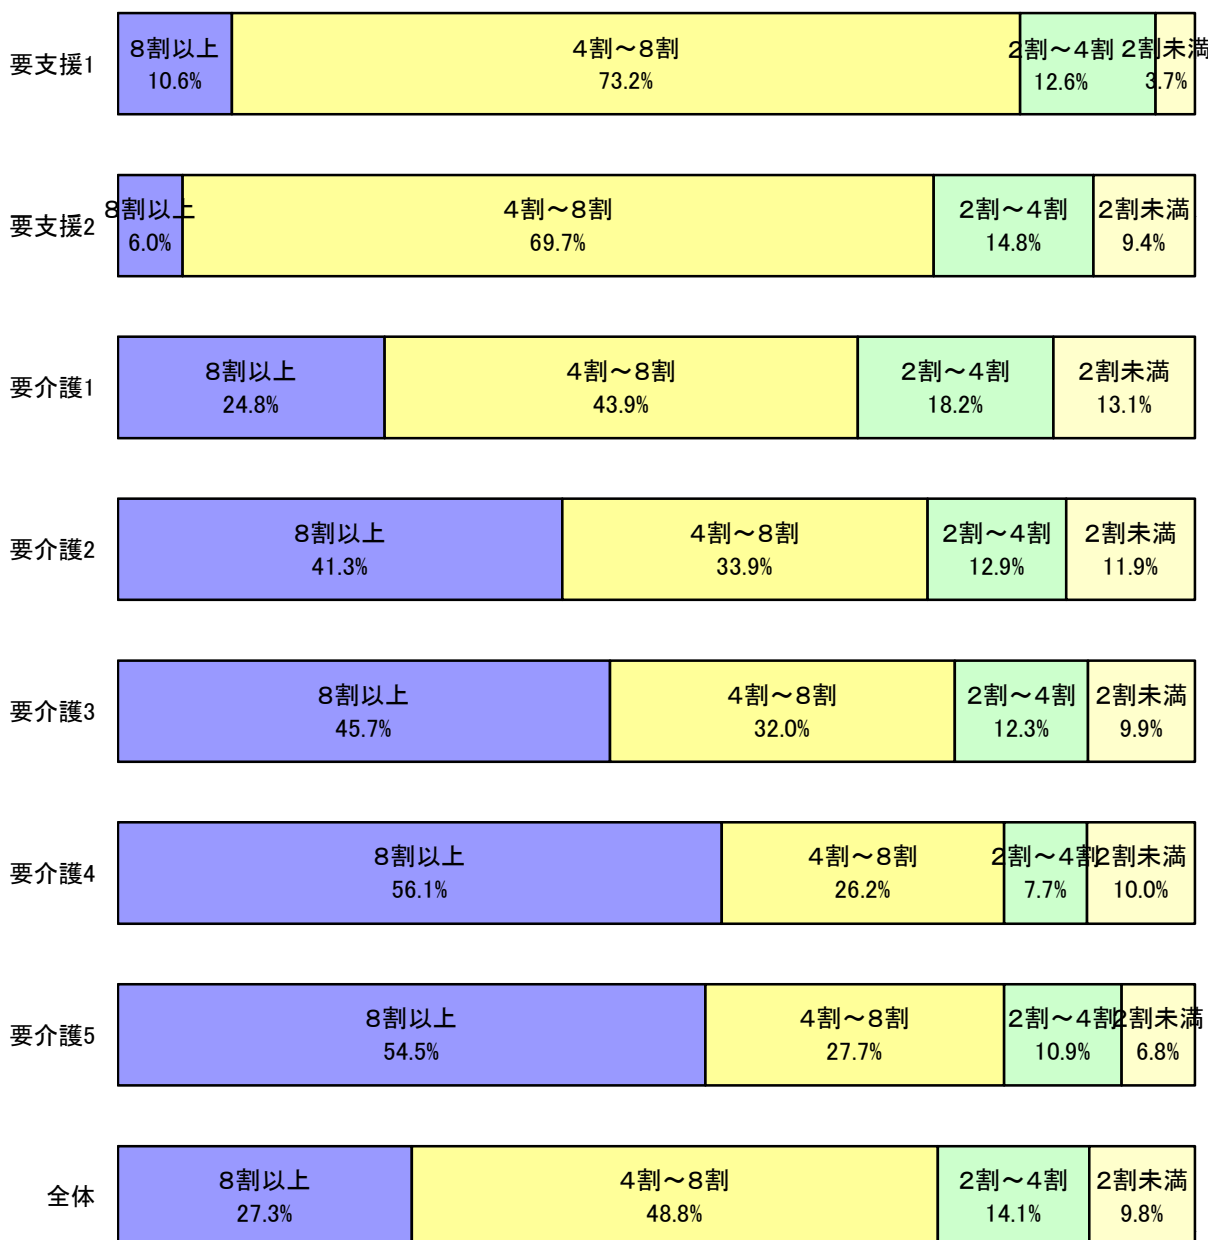 要支援1
8割以上 4割～8割 2割～4割 2割未満
10.6% 73.2% 12.6% 3.7%
要支援2
8割以上 4割～8割 2割～4割 2割未満
6.0% 69.7% 14.8% 9.4%
要介護1
8割以上 4割～8割 2割～4割 2割未満
24.8% 43.9% 18.2% 13.1%
要介護2
8割以上 4割～8割 2割～4割 2割未満
41.3% 33.9% 12.9% 11.9%
要介護3
8割以上 4割～8割 2割～4割 2割未満
45.7% 32.0% 12.3% 9.9%
要介護4
8割以上 4割～8割 2割～4割 2割未満
56.1% 26.2% 7.7% 10.0%
要介護5
8割以上 4割～8割 2割～4割 2割未満
54.5% 27.7% 10.9% 6.8%
全体
8割以上 4割～8割 2割～4割 2割未満
27.3% 48.8% 14.1% 9.8%